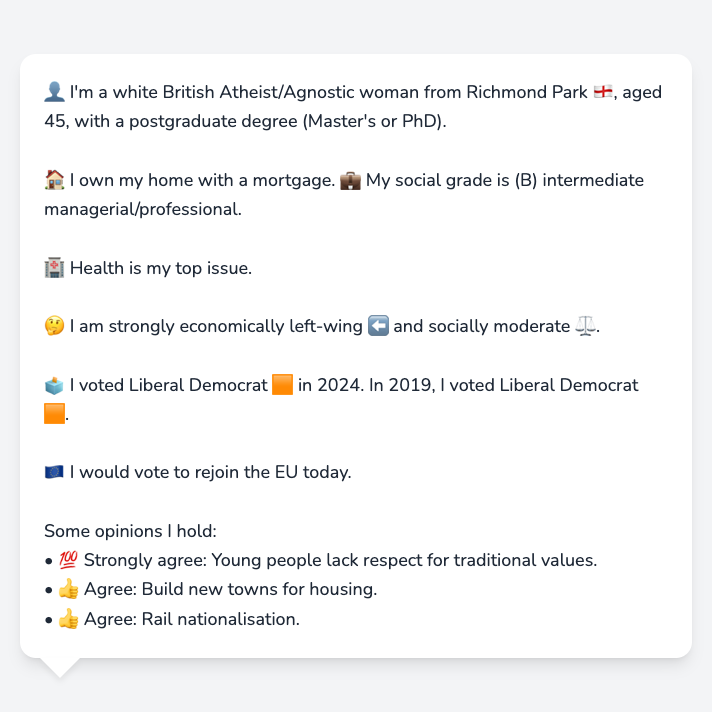 👤 I'm a white British Atheist/Agnostic woman from Richmond Park 🏴󠁧󠁢󠁥󠁮󠁧󠁿, aged
45, with a postgraduate degree (Master's or PhD).
🏠 I own my home with a mortgage. 💼 My social grade is (B) intermediate
managerial/professional.
🏥 Health is my top issue.
🤔 I am strongly economically left-wing ⬅️ and socially moderate ⚖️.
🗳️ I voted Liberal Democrat 🟧 in 2024. In 2019, I voted Liberal Democrat
🟧.
🇪🇺 I would vote to rejoin the EU today.
Some opinions I hold:
• 💯 Strongly agree: Young people lack respect for traditional values.
• 👍 Agree: Build new towns for housing.
• 👍 Agree: Rail nationalisation.